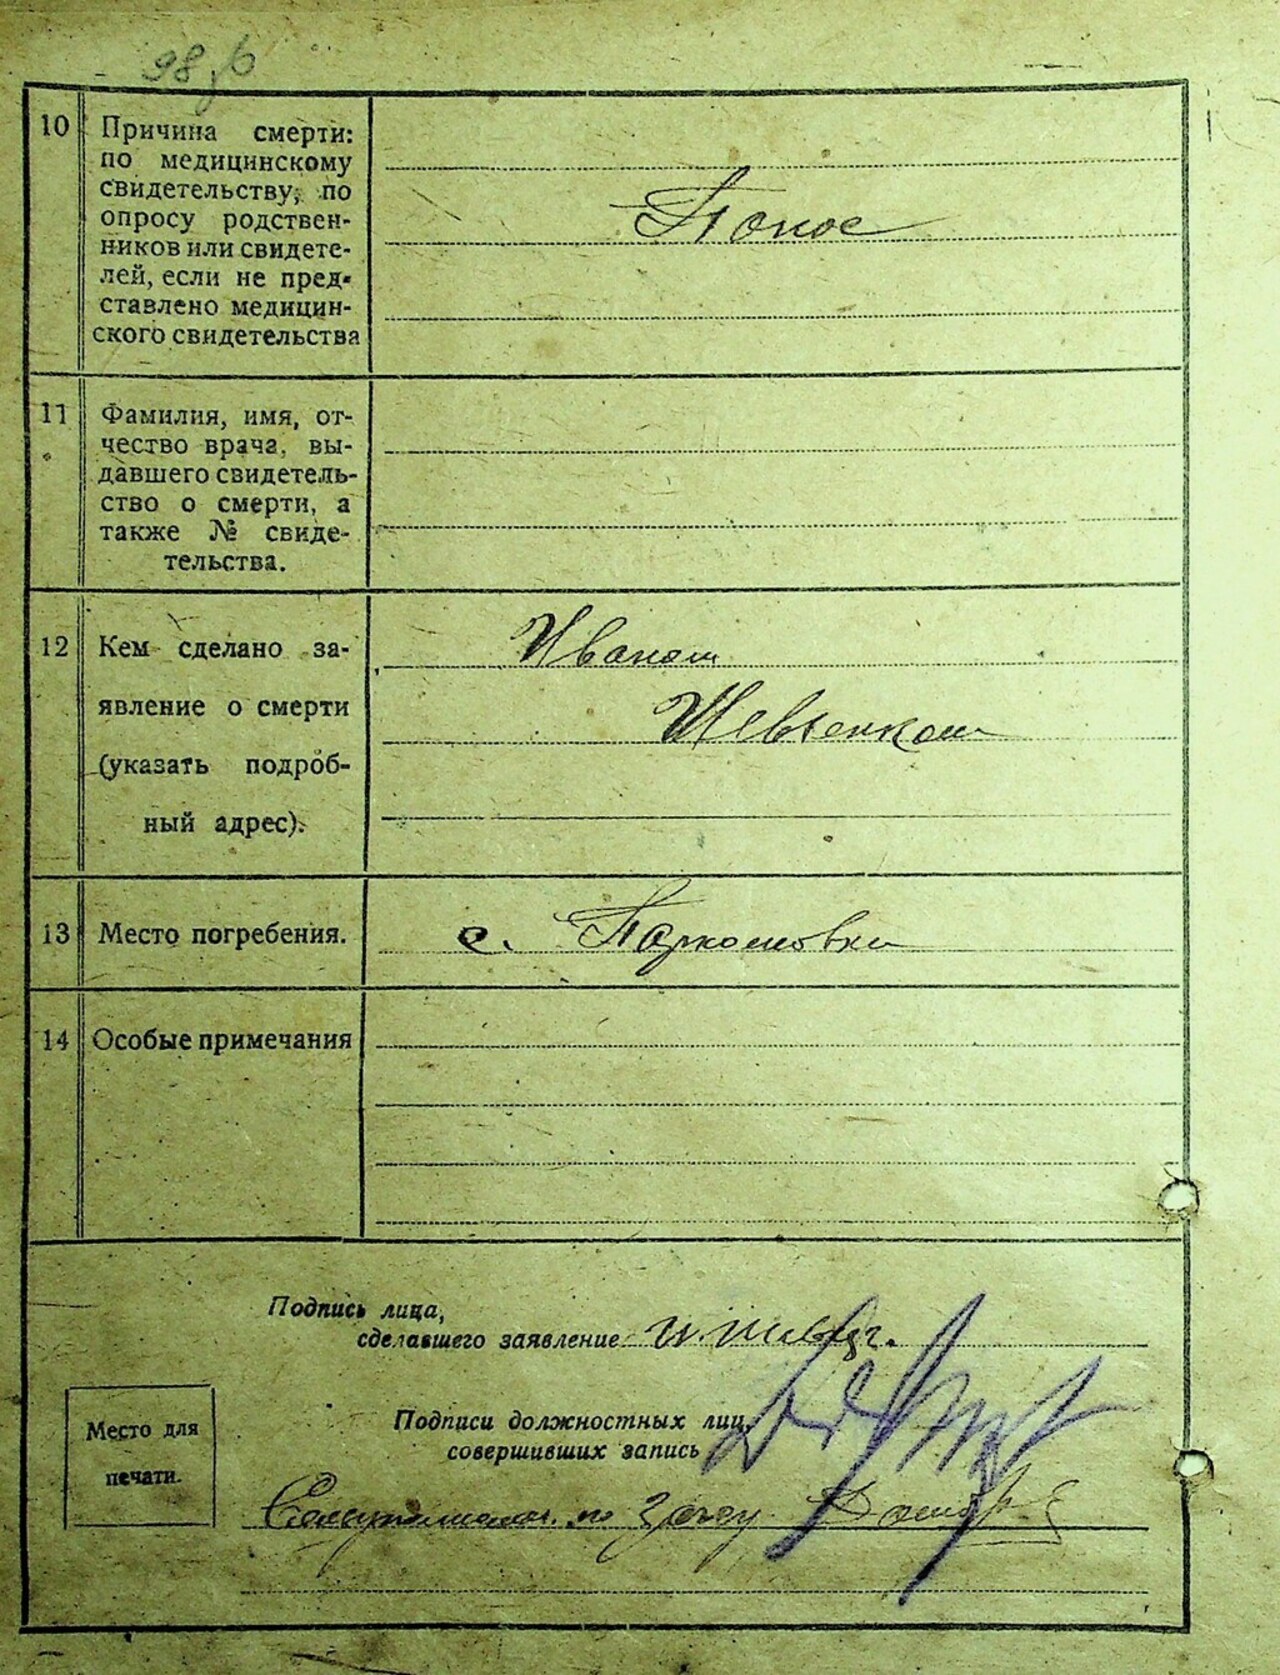 98
10 Причина смерти:
по медицинскому
свидетельству, по
опросу родствен-
ников или свидете-
лей, если не пред-
ставлено медицин-
ского свидетельства
Понос
11 Фамилия, имя, от-
чество врача, вы-
давшего свидетель-
ство о смерти, а
также № свиде-
тельства.
12 Кем сделано за-
явление о смерти
(указать подроб-
ный адрес).
Иваном
Шевченком
13 Место погребения.
с. Пархомовка
14 Особые примечания
Подпись лица,
сделавшего заявление
Подписи должностных лиц,
совершивших запись
Место для
печати.
по